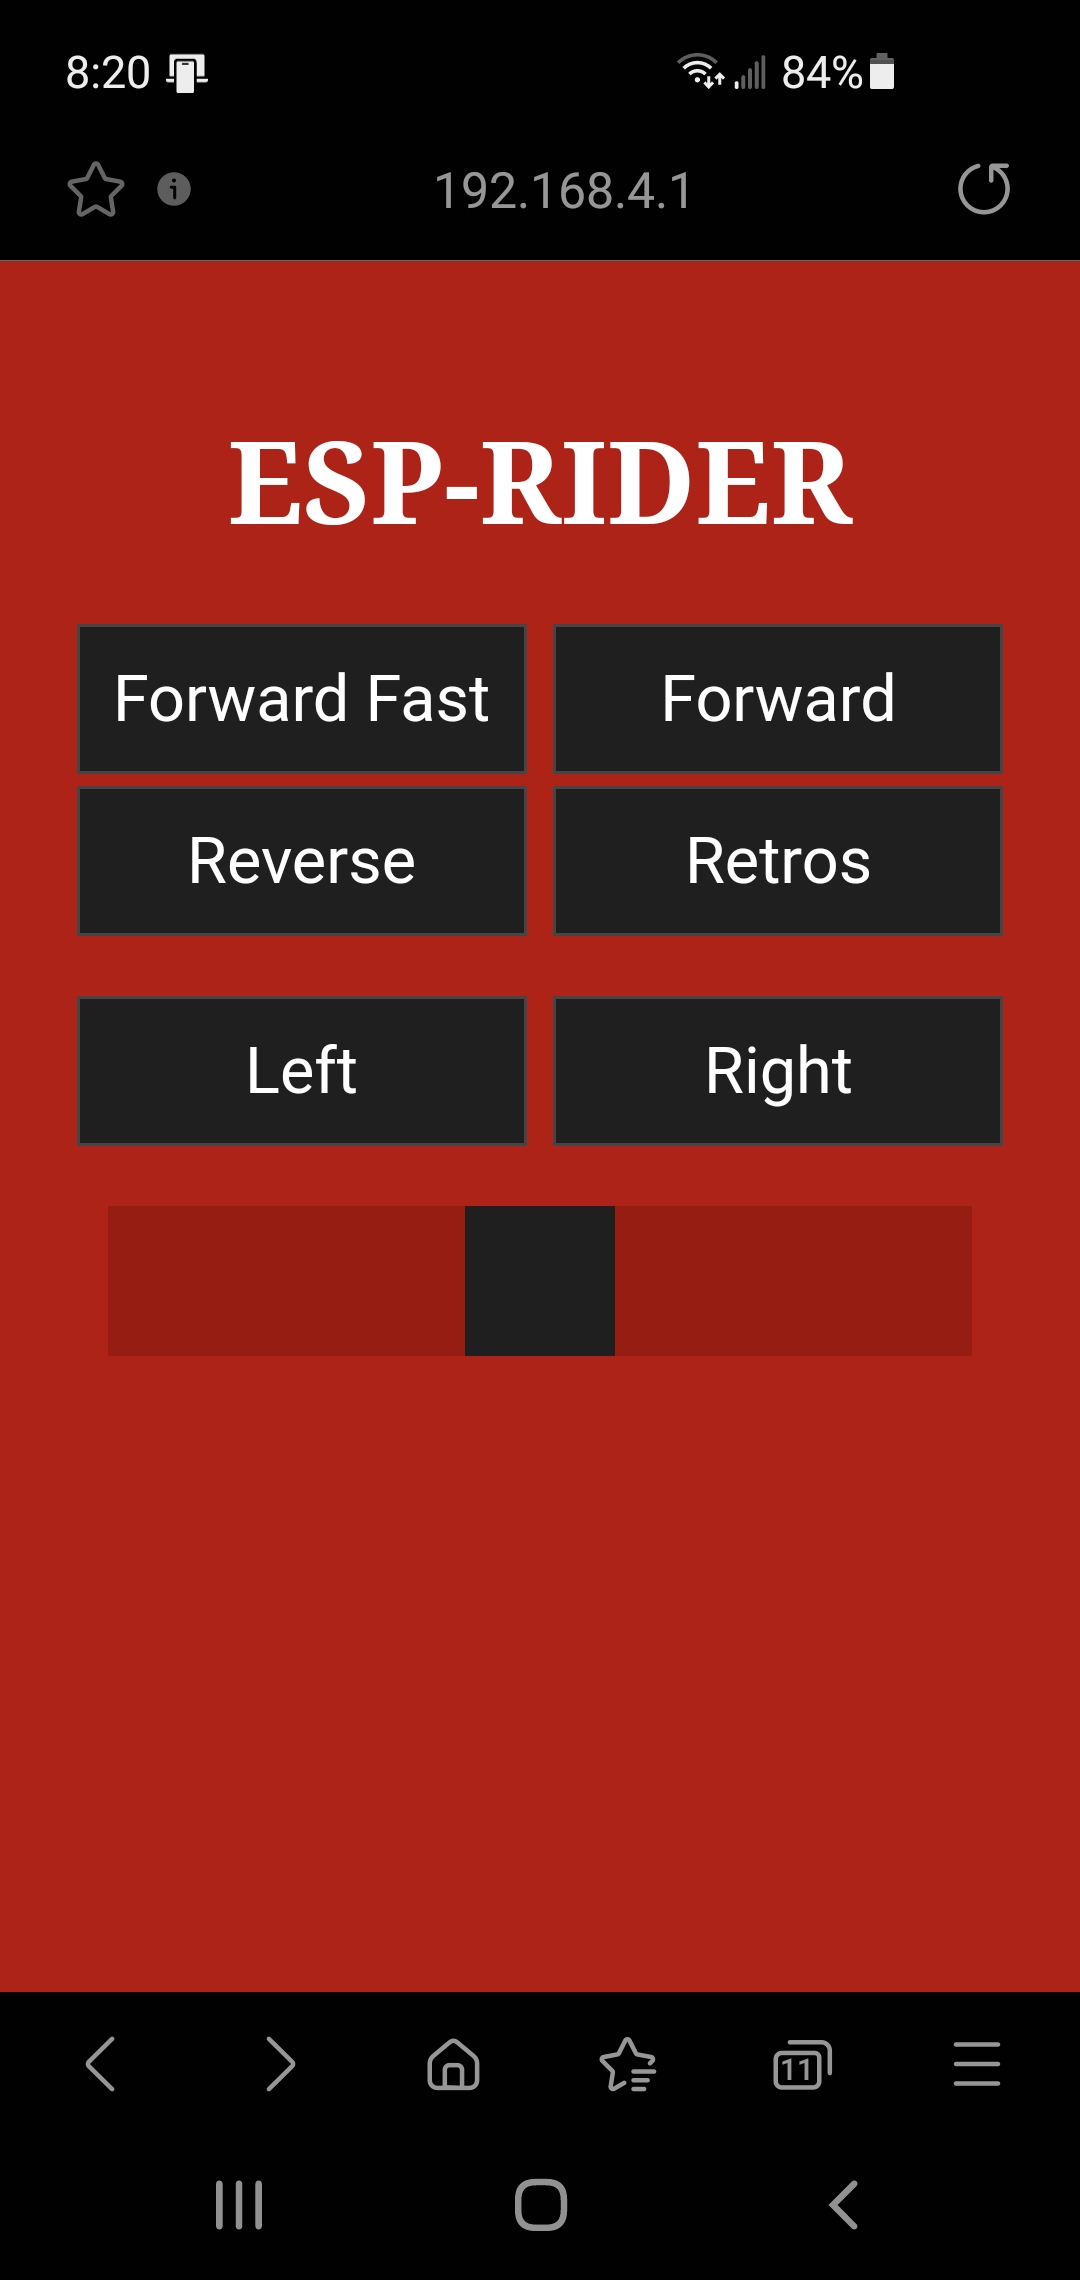 8:20 84%
192.168.4.1
ESP-RIDER
Forward Fast Forward
Reverse Retros
Left Right
11